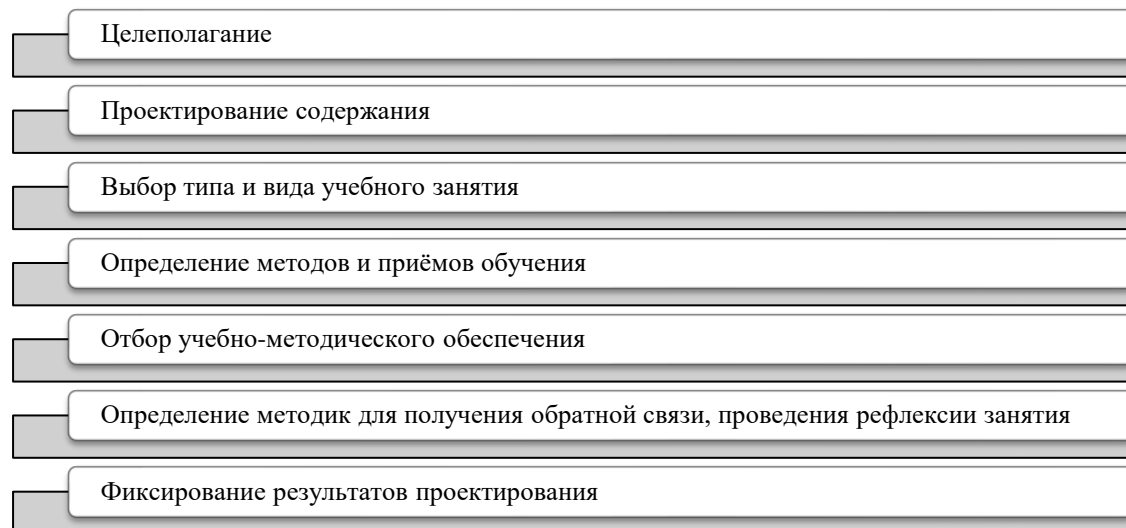 Целеполагание
Проектирование содержания
Выбор типа и вида учебного занятия
Определение методов и приёмов обучения
Отбор учебно-методического обеспечения
Определение методик для получения обратной связи, проведения рефлексии занятия
Фиксирование результатов проектирования